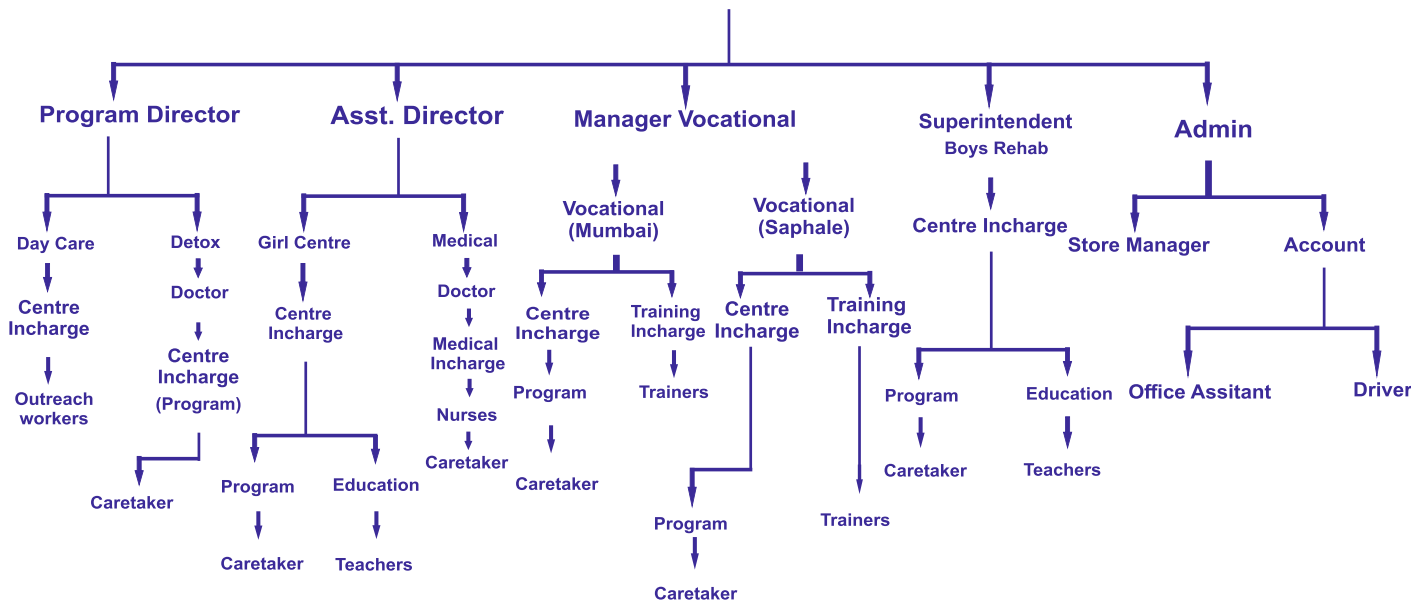 Program Director
Asst. Director
Manager Vocational
Superintendent
Boys Rehab
Admin
Day Care
Detox
Girl Centre
Medical
Vocational
(Mumbai)
Vocational
(Saphale)
Centre Incharge
Store Manager
Account
Centre
Incharge
Doctor
Centre
Incharge
Doctor
Centre
Incharge
Training
Incharge
Centre
Incharge
Training
Incharge
Outreach
workers
Centre
Incharge
(Program)
Medical
Incharge
Nurses
Caretaker
Program
Trainers
Program
Education
Office Assitant
Driver
Caretaker
Program
Education
Caretaker
Caretaker
Teachers
Caretaker
Teachers
Program
Trainers
Caretaker